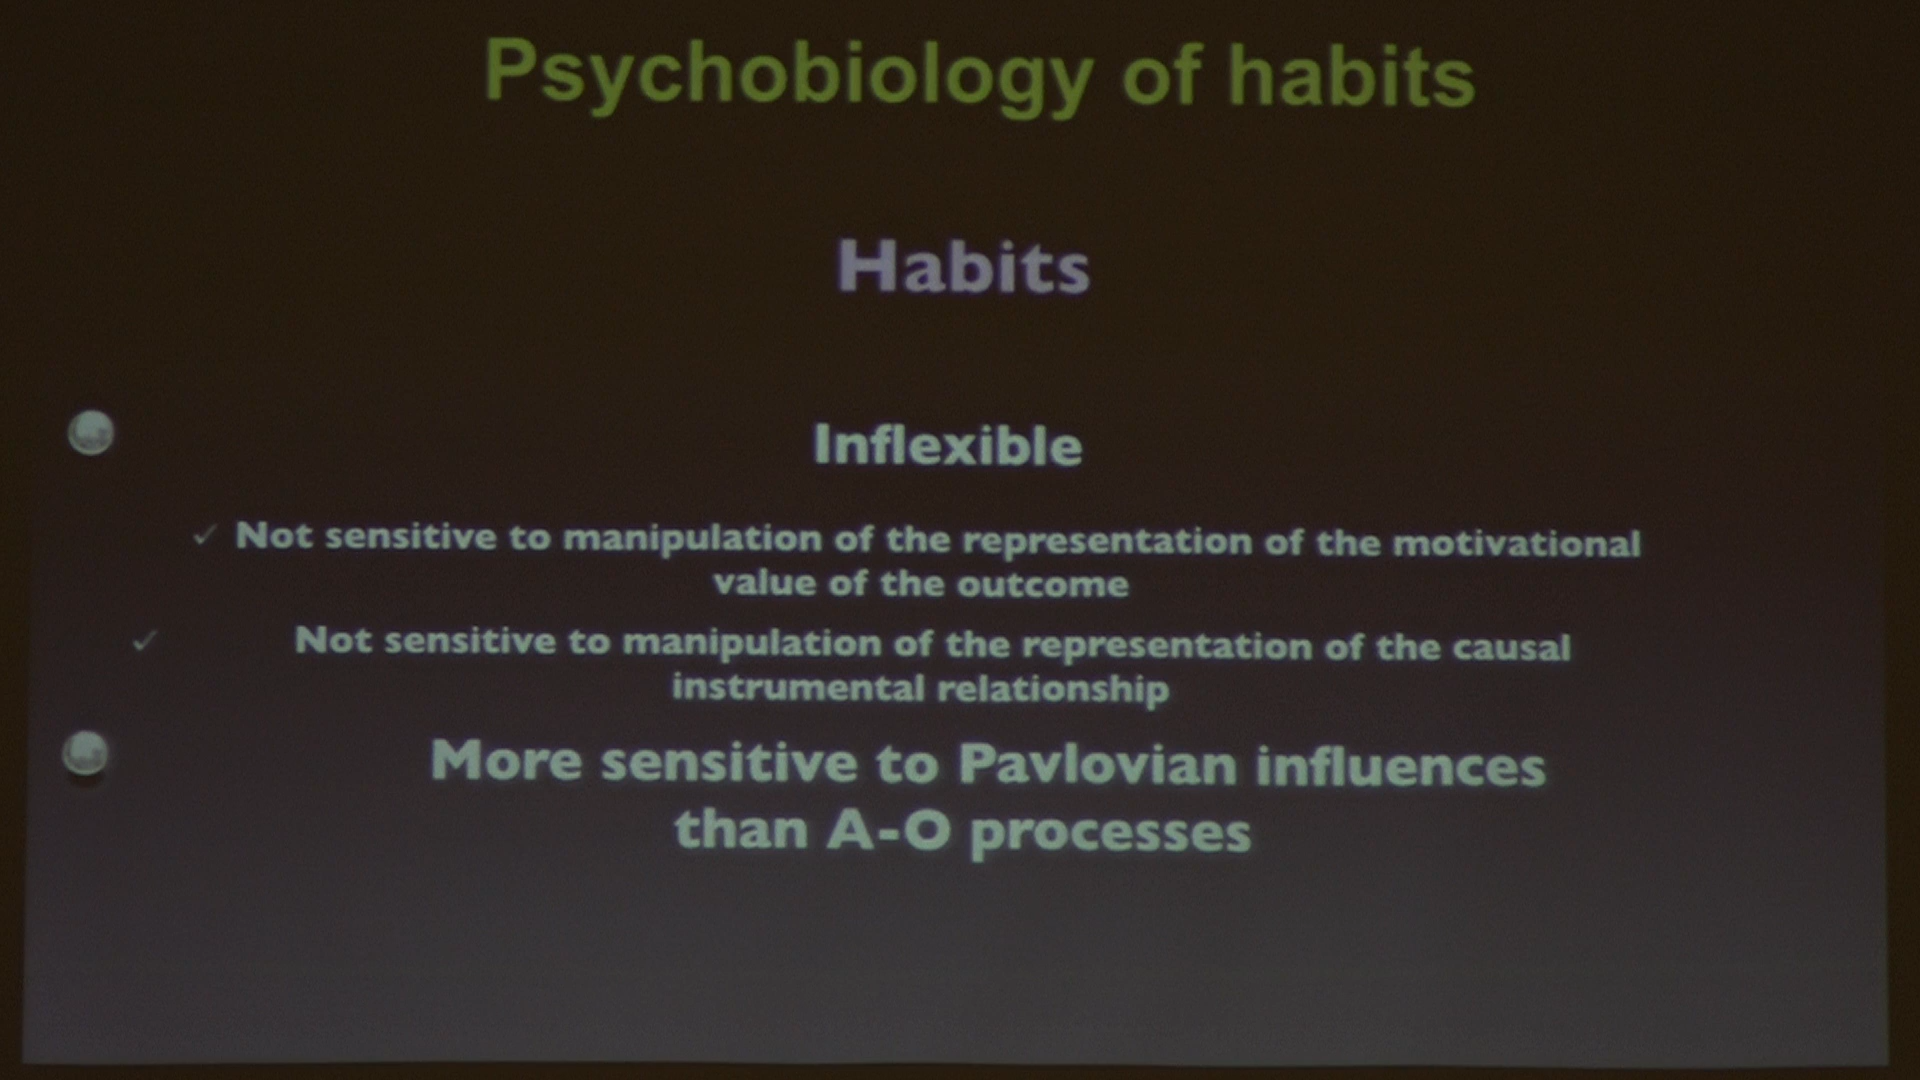 Psychobiology of habits
Habits
Inflexible
✓ Not sensitive to manipulation of the representation of the motivational
value of the outcome
✓ Not sensitive to manipulation of the representation of the causal
instrumental relationship
More sensitive to Pavlovian influences
than A-O processes